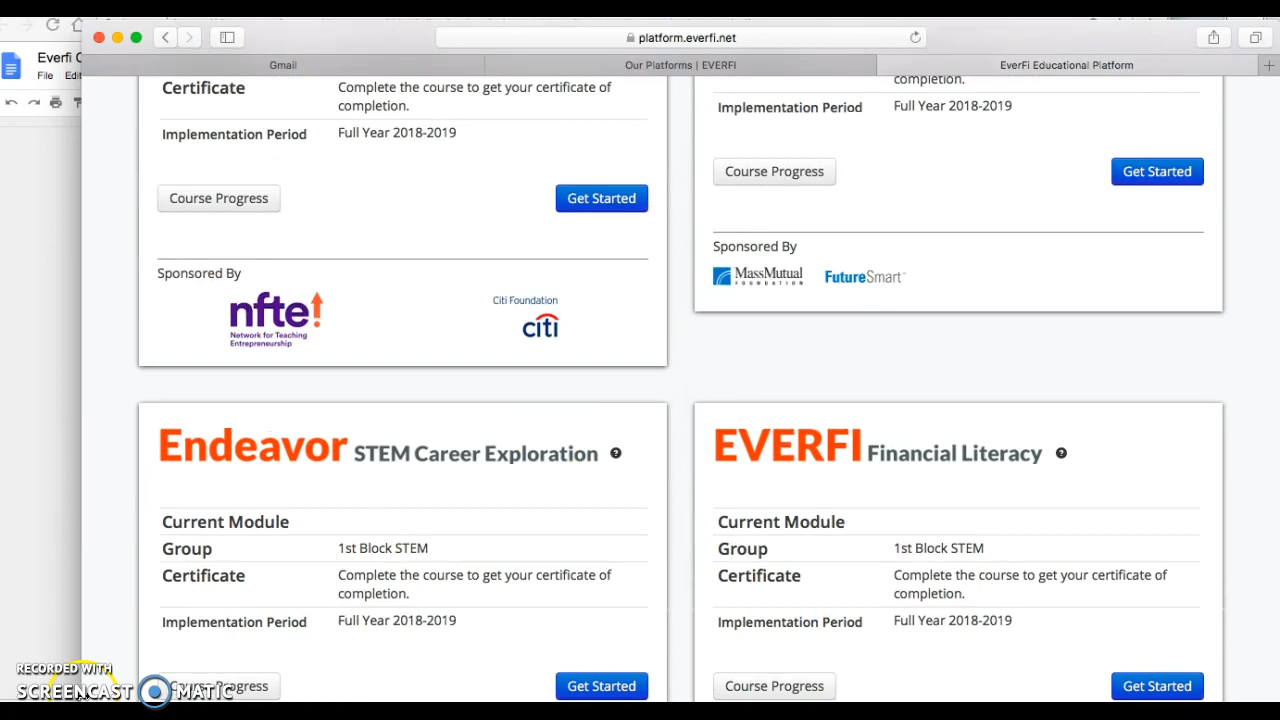 platform.everfi.net
Gmail
Our Platforms | EVERFI
EverFi Educational Platform
Everfi C
File Edi
Certificate Complete the course to get your certificate of
completion.
Implementation Period Full Year 2018-2019
Course Progress Get Started
Sponsored By
nfte!
Network for Teaching
Entrepreneurship
Citi Foundation
citi
completion.
Implementation Period Full Year 2018-2019
Course Progress Get Started
Sponsored By
MassMutual
FOUNDATION
FutureSmart
Endeavor STEM Career Exploration ?
Current Module
Group 1st Block STEM
Certificate Complete the course to get your certificate of
completion.
Implementation Period Full Year 2018-2019
Course Progress Get Started
EVERFI Financial Literacy ?
Current Module
Group 1st Block STEM
Certificate Complete the course to get your certificate of
completion.
Implementation Period Full Year 2018-2019
Course Progress Get Started
RECORDED WITH
SCREENCAST MATIC